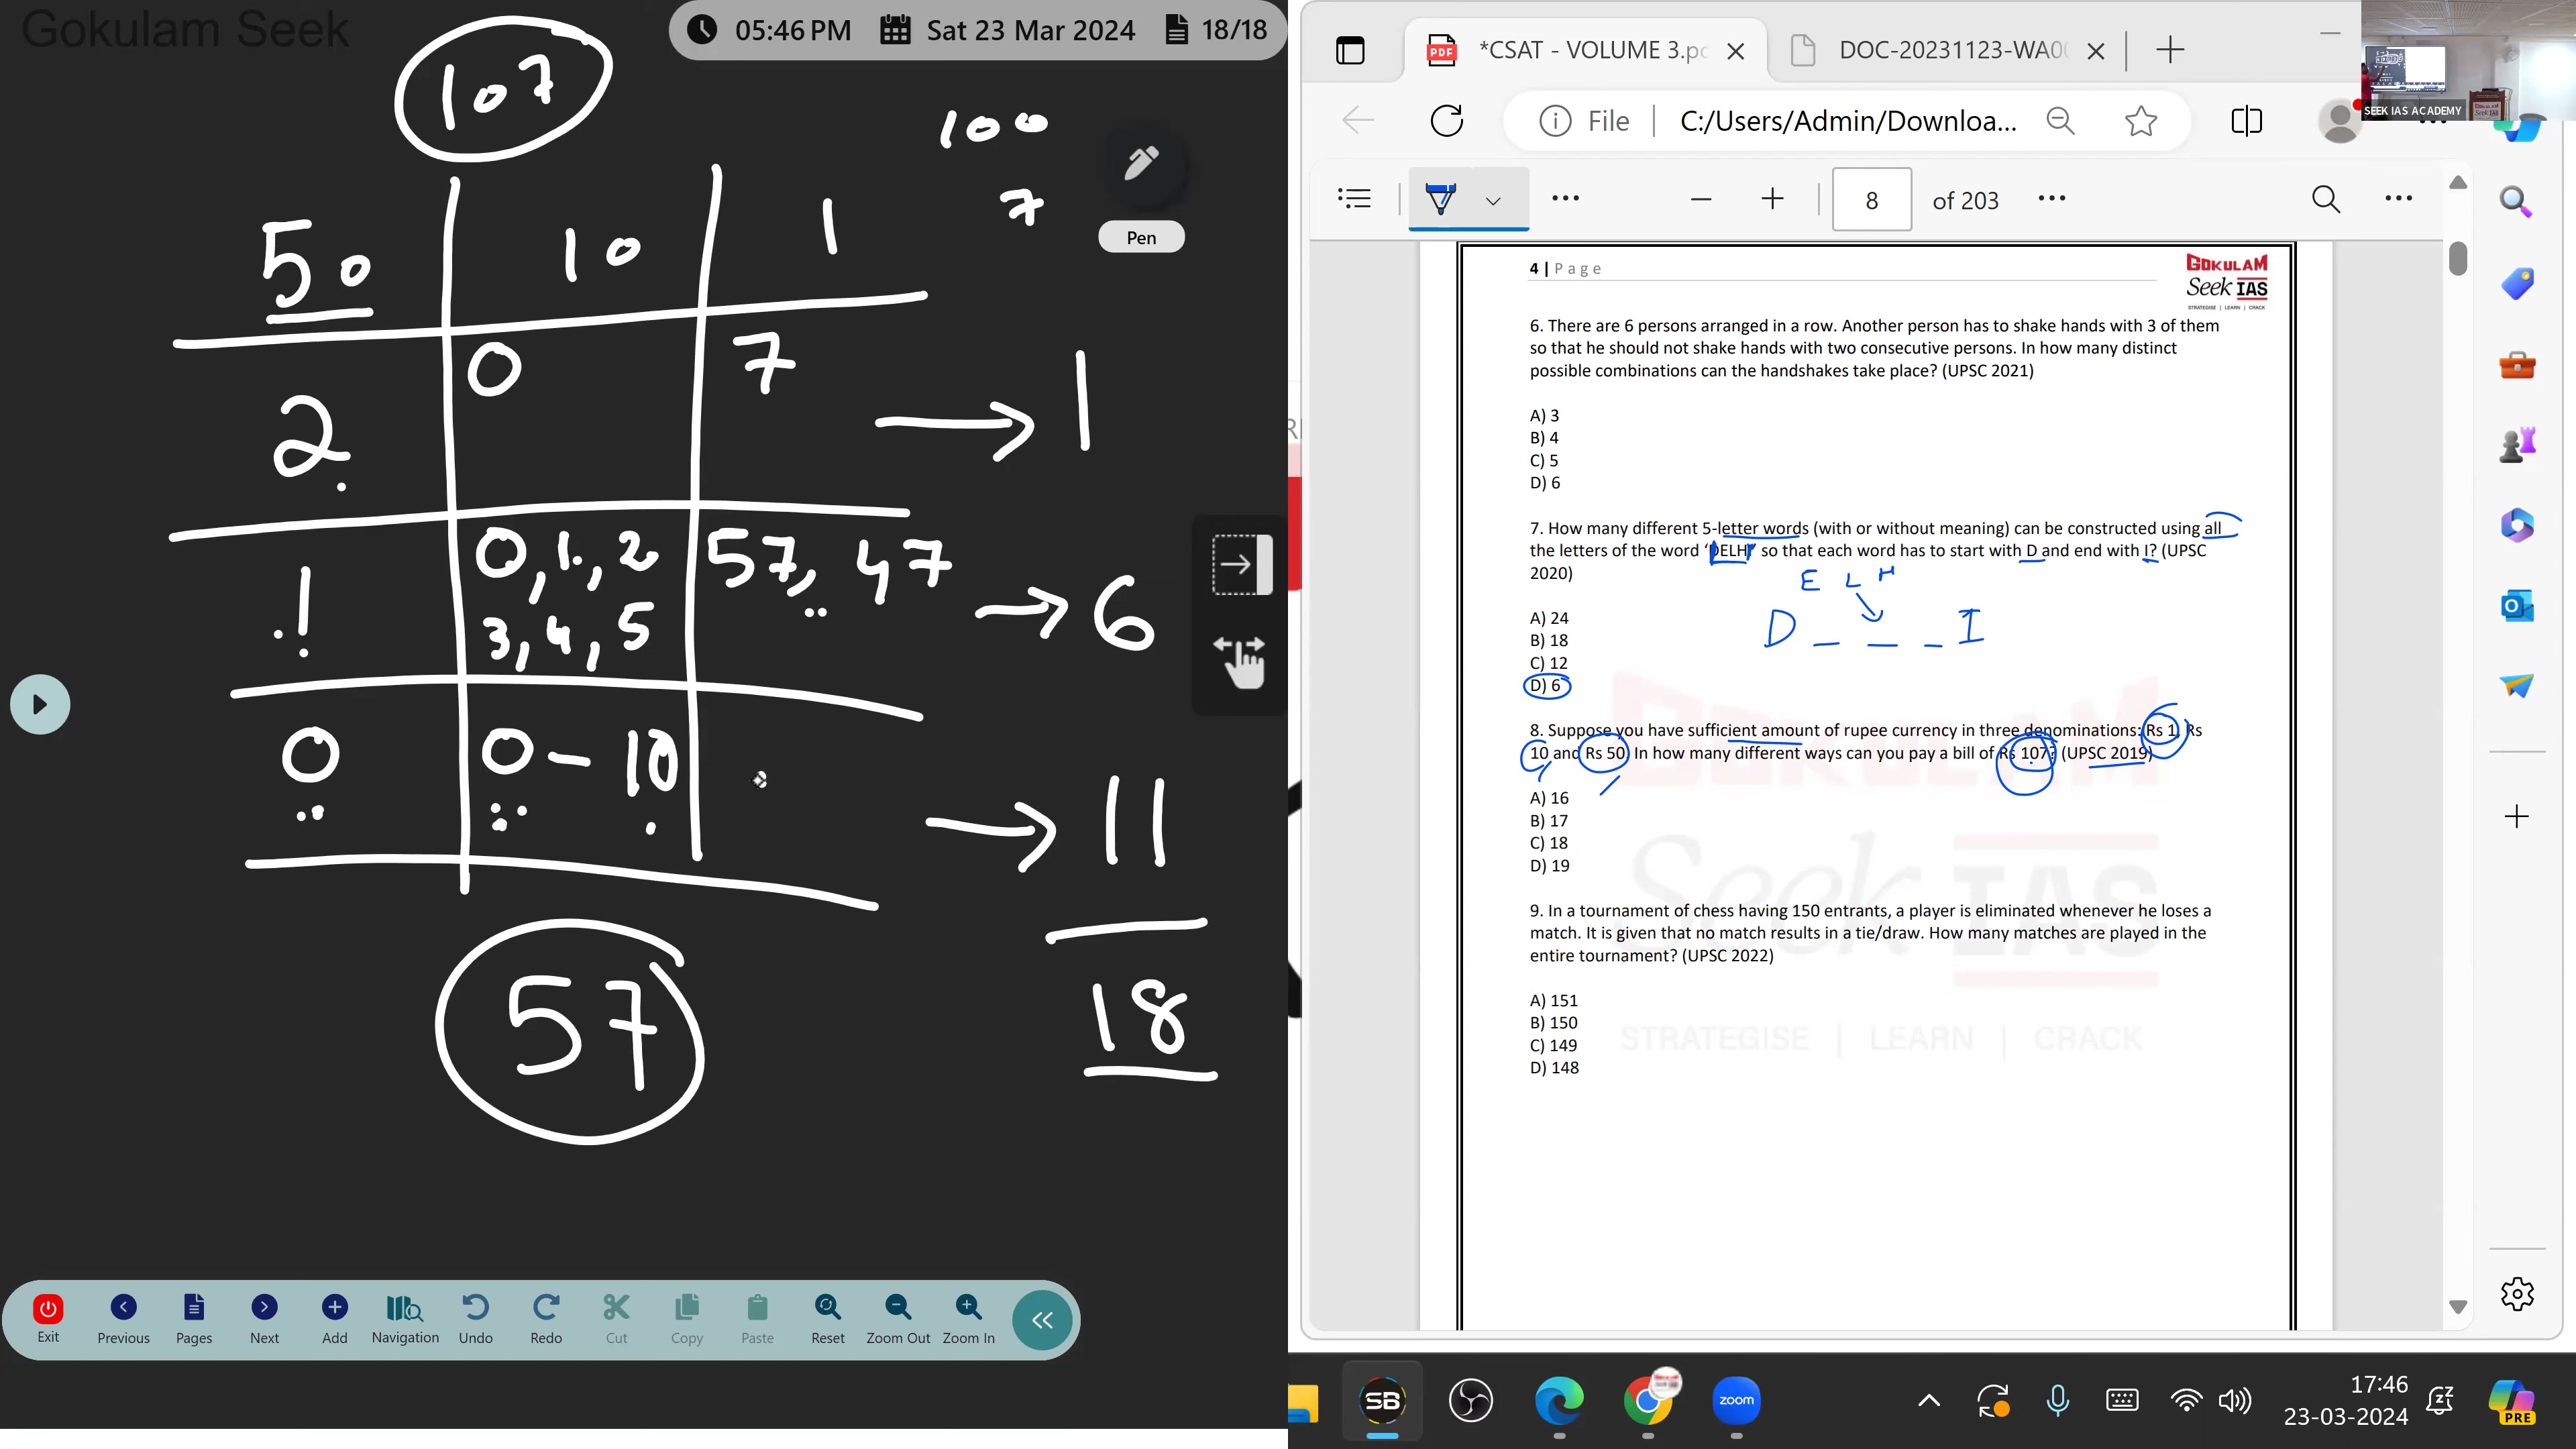 Gokulam Seek
05:46 PM Sat 23 Mar 2024 18/18
107
100
7
Pen
50 10 1
2 0 7 → 1
1 0, 1, 2 57, 47 → 6
3, 4, 5
0 0 – 10 → 11
18
57
Exit Previous Pages Next Add Navigation Undo Redo Cut Copy Paste Reset Zoom Out Zoom In
*CSAT - VOLUME 3.pd
DOC-20231123-WA00
SEEK IAS ACADEMY
File C:/Users/Admin/Downloa...
8 of 203
4 | Page
GOKULAM
Seek IAS
STRATEGISE | LEARN | CRACK
6. There are 6 persons arranged in a row. Another person has to shake hands with 3 of them
so that he should not shake hands with two consecutive persons. In how many distinct
possible combinations can the handshakes take place? (UPSC 2021)
A) 3
B) 4
C) 5
D) 6
7. How many different 5-letter words (with or without meaning) can be constructed using all
the letters of the word ‘DELHI’ so that each word has to start with D and end with I? (UPSC
2020)
E L H
D _ _ _ I
A) 24
B) 18
C) 12
D) 6
8. Suppose you have sufficient amount of rupee currency in three denominations: Rs 1, Rs
10 and Rs 50. In how many different ways can you pay a bill of Rs 107? (UPSC 2019)
A) 16
B) 17
C) 18
D) 19
9. In a tournament of chess having 150 entrants, a player is eliminated whenever he loses a
match. It is given that no match results in a tie/draw. How many matches are played in the
entire tournament? (UPSC 2022)
A) 151
B) 150
C) 149
D) 148
GOKULAM
Seek IAS
STRATEGISE | LEARN | CRACK
SB
zoom
17:46
23-03-2024
PRE